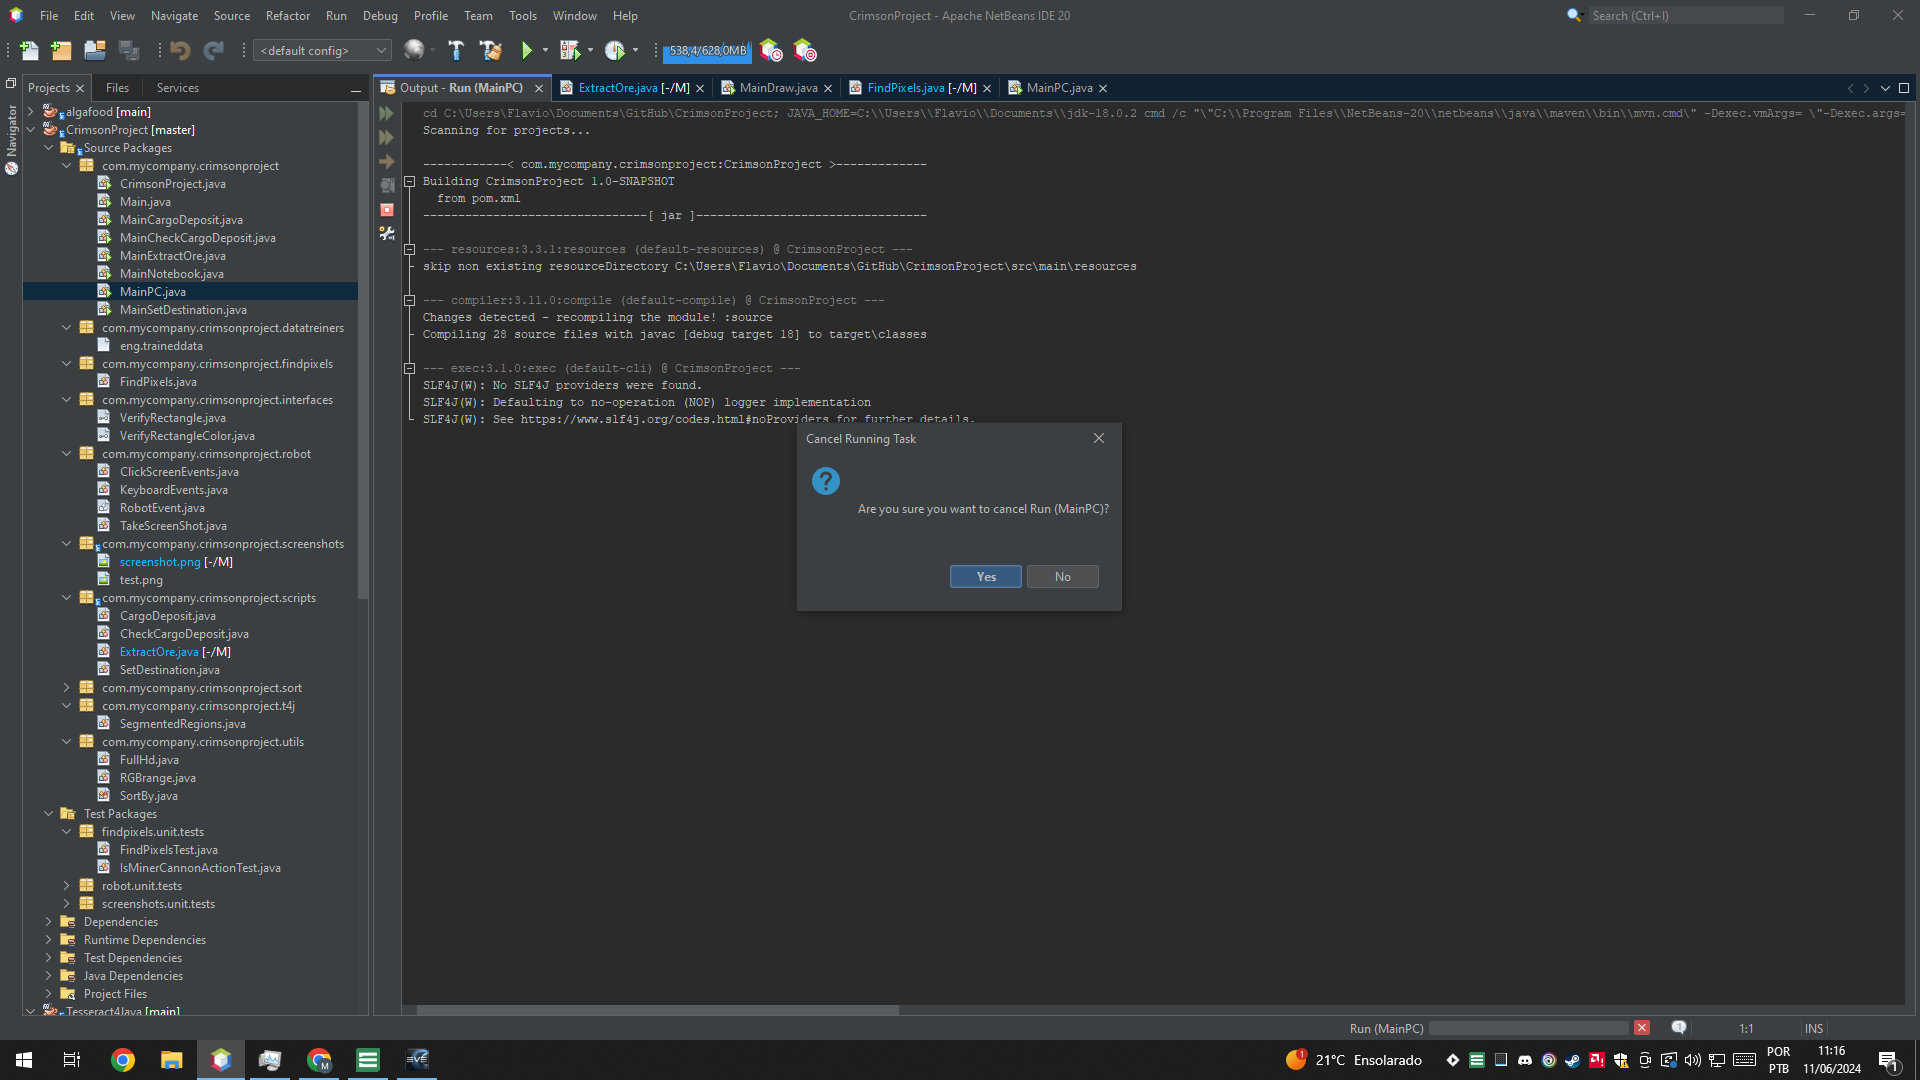 File Edit View Navigate Source Refactor Run Debug Profile Team Tools Window Help
CrimsonProject - Apache NetBeans IDE 20
Search (Ctrl+I)
<default config>
538,4/628,0MB
Projects
Files
Services
Output - Run (MainPC)
ExtractOre.java [-/M]
MainDraw.java
FindPixels.java [-/M]
MainPC.java
Navigator
algafood [main]
CrimsonProject [master]
Source Packages
com.mycompany.crimsonproject
CrimsonProject.java
Main.java
MainCargoDeposit.java
MainCheckCargoDeposit.java
MainExtractOre.java
MainNotebook.java
MainPC.java
MainSetDestination.java
com.mycompany.crimsonproject.datatreiners
eng.traineddata
com.mycompany.crimsonproject.findpixels
FindPixels.java
com.mycompany.crimsonproject.interfaces
VerifyRectangle.java
VerifyRectangleColor.java
com.mycompany.crimsonproject.robot
ClickScreenEvents.java
KeyboardEvents.java
RobotEvent.java
TakeScreenShot.java
com.mycompany.crimsonproject.screenshots
screenshot.png [-/M]
test.png
com.mycompany.crimsonproject.scripts
CargoDeposit.java
CheckCargoDeposit.java
ExtractOre.java [-/M]
SetDestination.java
com.mycompany.crimsonproject.sort
com.mycompany.crimsonproject.t4j
SegmentedRegions.java
com.mycompany.crimsonproject.utils
FullHd.java
RGBrange.java
SortBy.java
Test Packages
findpixels.unit.tests
FindPixelsTest.java
IsMinerCannonActionTest.java
robot.unit.tests
screenshots.unit.tests
Dependencies
Runtime Dependencies
Test Dependencies
Java Dependencies
Project Files
Tesseract4Java [main]
cd C:\Users\Flavio\Documents\GitHub\CrimsonProject; JAVA_HOME=C:\\Users\\Flavio\\Documents\\jdk-18.0.2 cmd /c "\"C:\\Program Files\\NetBeans-20\\netbeans\\java\\maven\\bin\\mvn.cmd\" -Dexec.vmArgs= \"-Dexec.args=
Scanning for projects...
------------< com.mycompany.crimsonproject:CrimsonProject >-------------
Building CrimsonProject 1.0-SNAPSHOT
from pom.xml
--------------------------------[ jar ]---------------------------------
--- resources:3.3.1:resources (default-resources) @ CrimsonProject ---
skip non existing resourceDirectory C:\Users\Flavio\Documents\GitHub\CrimsonProject\src\main\resources
--- compiler:3.11.0:compile (default-compile) @ CrimsonProject ---
Changes detected - recompiling the module! :source
Compiling 28 source files with javac [debug target 18] to target\classes
--- exec:3.1.0:exec (default-cli) @ CrimsonProject ---
SLF4J(W): No SLF4J providers were found.
SLF4J(W): Defaulting to no-operation (NOP) logger implementation
SLF4J(W): See https://www.slf4j.org/codes.html#noProviders for further details.
Cancel Running Task
Are you sure you want to cancel Run (MainPC)?
Yes
No
Run (MainPC)
1:1
INS
21°C Ensolarado
POR
PTB
11:16
11/06/2024